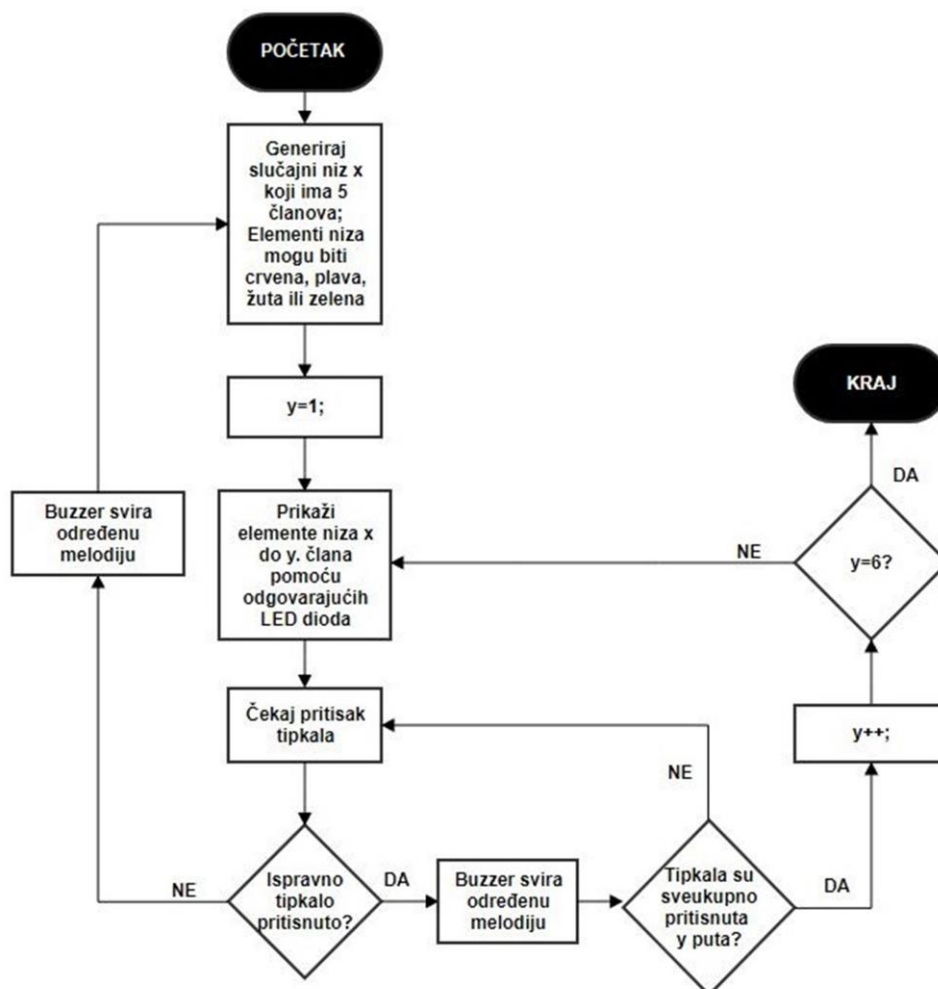 POČETAK
Generiraj
slučajni niz x
koji ima 5
članova;
Elementi niza
mogu biti
crvena, plava,
žuta ili zelena
y=1;
KRAJ
Buzzer svira
određenu
melodiju
Prikaži
elemente niza x
do y. člana
pomoću
odgovarajućih
LED dioda
NE
y=6?
DA
Čekaj pritisak
tipkala
y++;
NE
NE
Ispravno
tipkalo
pritisnuto?
DA
Buzzer svira
određenu
melodiju
Tipkala su
sveukupno
pritisnuta
y puta?
DA